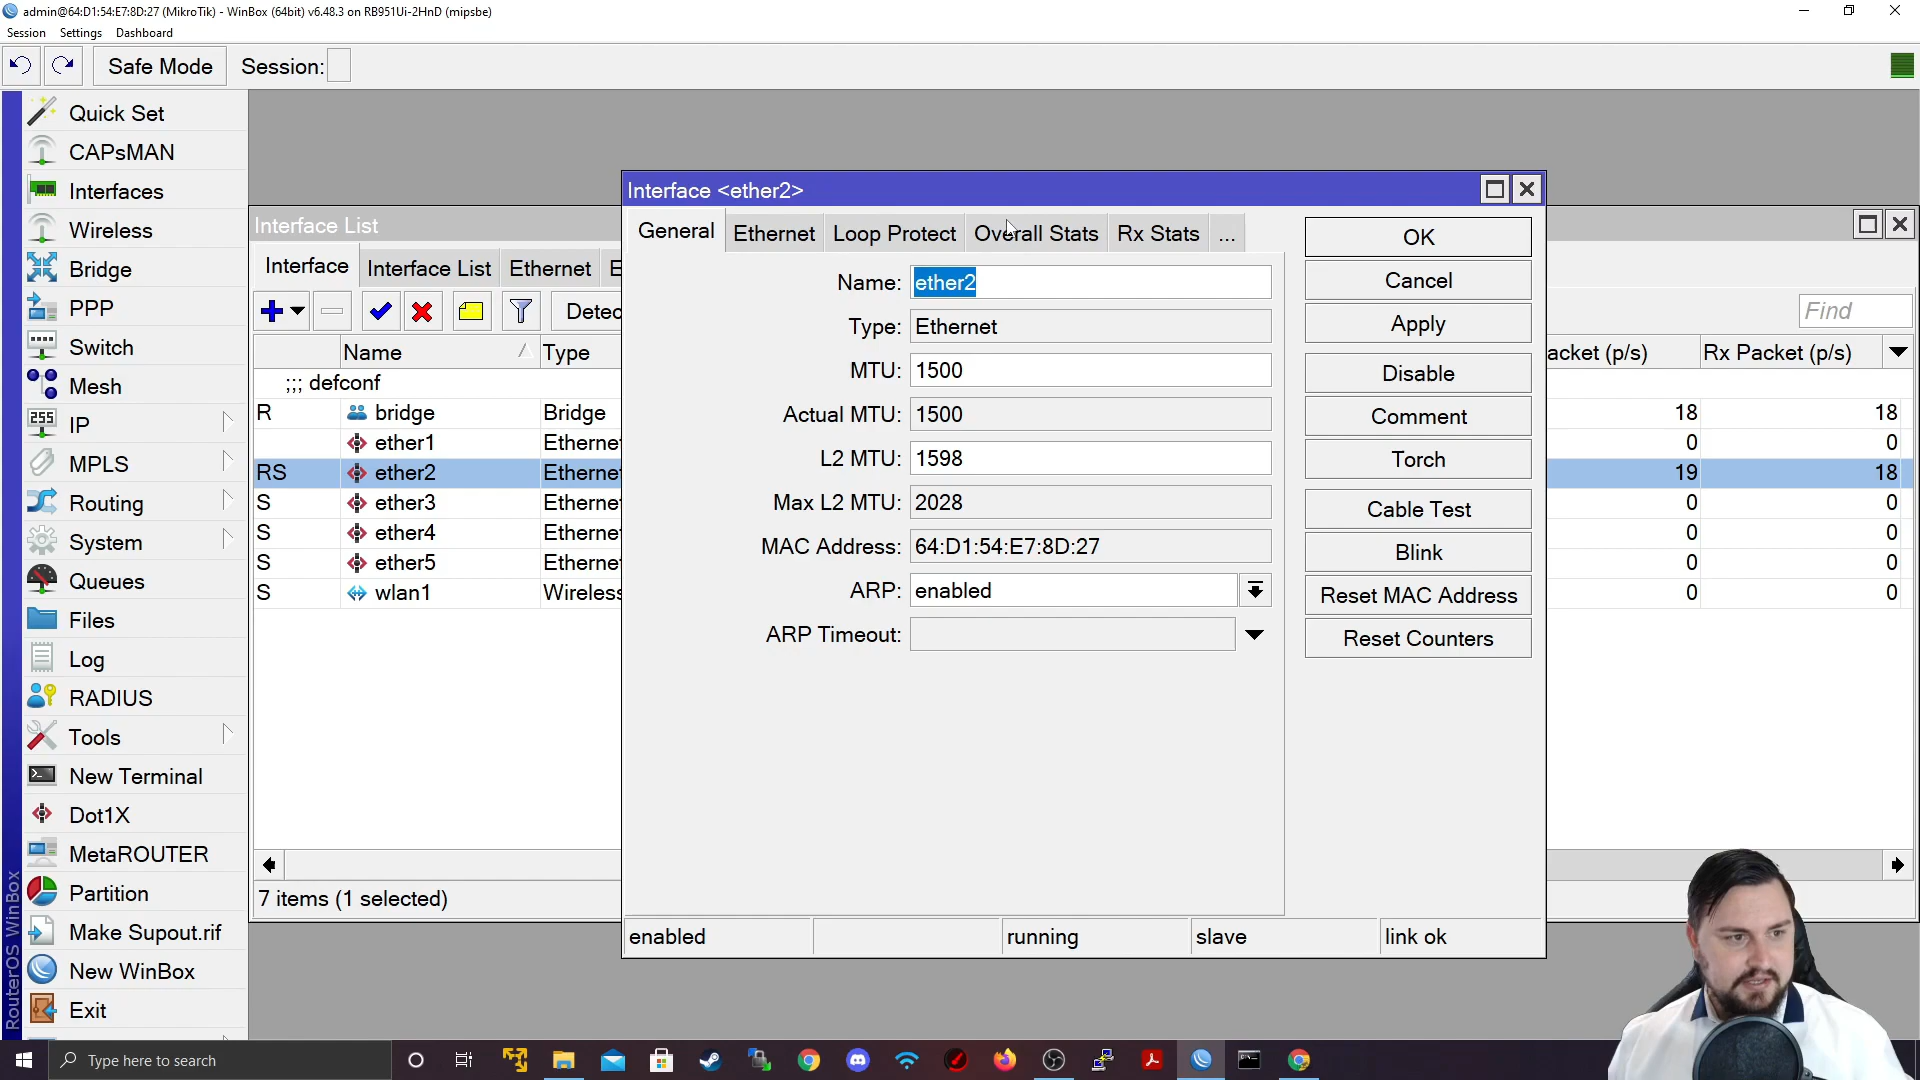 admin@64:D1:54:E7:8D:27 (MikroTik) - WinBox (64bit) v6.48.3 on RB951Ui-2HnD (mipsbe)
Session Settings Dashboard
Safe Mode Session:
Quick Set
CAPsMAN
Interfaces
Wireless
Bridge
PPP
Switch
Mesh
IP
MPLS
Routing
System
Queues
Files
Log
RADIUS
Tools
New Terminal
Dot1X
MetaROUTER
Partition
Make Supout.rif
New WinBox
Exit
RouterOS WinBox
Interface List
Interface Interface List Ethernet E
Detec
Name Type
;;; defconf
R bridge Bridge
ether1 Etherne
RS ether2 Etherne
S ether3 Etherne
S ether4 Etherne
S ether5 Etherne
S wlan1 Wireless
7 items (1 selected)
Interface <ether2>
General Ethernet Loop Protect Overall Stats Rx Stats ...
Name: ether2
Type: Ethernet
MTU: 1500
Actual MTU: 1500
L2 MTU: 1598
Max L2 MTU: 2028
MAC Address: 64:D1:54:E7:8D:27
ARP: enabled
ARP Timeout:
OK
Cancel
Apply
Disable
Comment
Torch
Cable Test
Blink
Reset MAC Address
Reset Counters
enabled running slave link ok
Find
acket (p/s) Rx Packet (p/s)
18 18
0 0
19 18
0 0
0 0
0 0
0 0
Type here to search